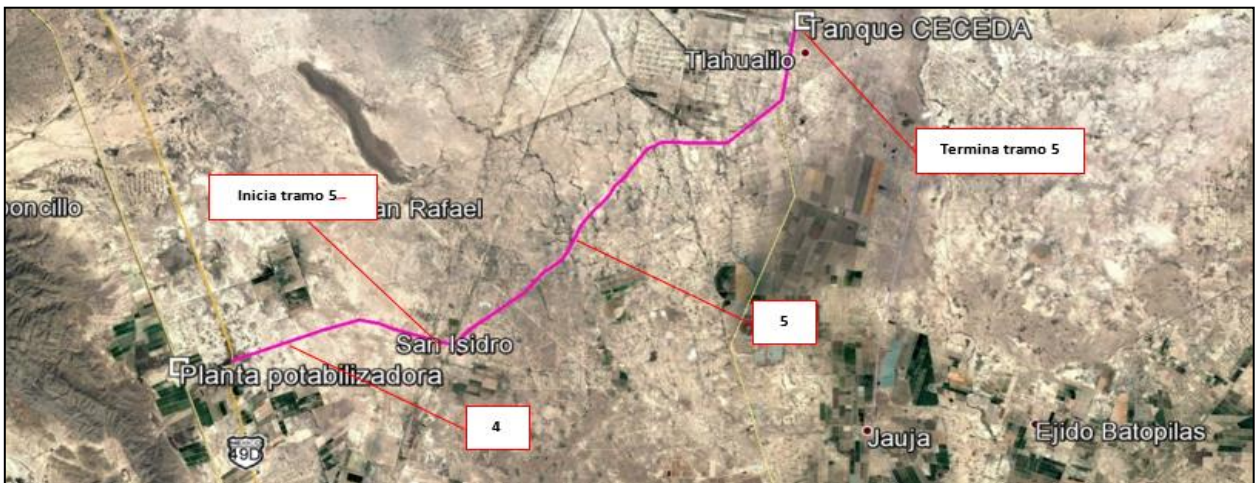 Tanque CECEDA
Tlahualilo
Termina tramo 5
Inicia tramo 5
oncillo
an Rafael
5
San Isidro
Planta potabilizadora
4
MEXICO
49D
Jauja
Ejido Batopilas